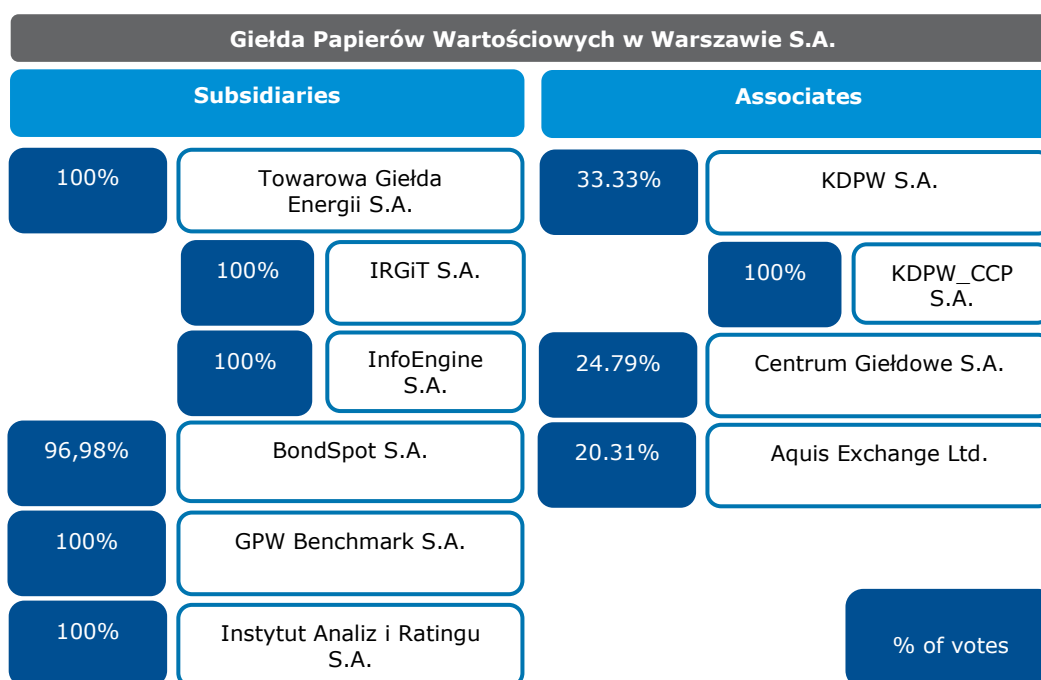 Giełda Papierów Wartościowych w Warszawie S.A.
Subsidiaries
100%
Towarowa Giełda
Energii S.A.
100%
IRGiT S.A.
100%
InfoEngine
S.A.
96,98%
BondSpot S.A.
100%
GPW Benchmark S.A.
100%
Instytut Analiz i Ratingu
S.A.
Associates
33.33%
KDPW S.A.
100%
KDPW_CCP
S.A.
24.79%
Centrum Giełdowe S.A.
20.31%
Aquis Exchange Ltd.
% of votes